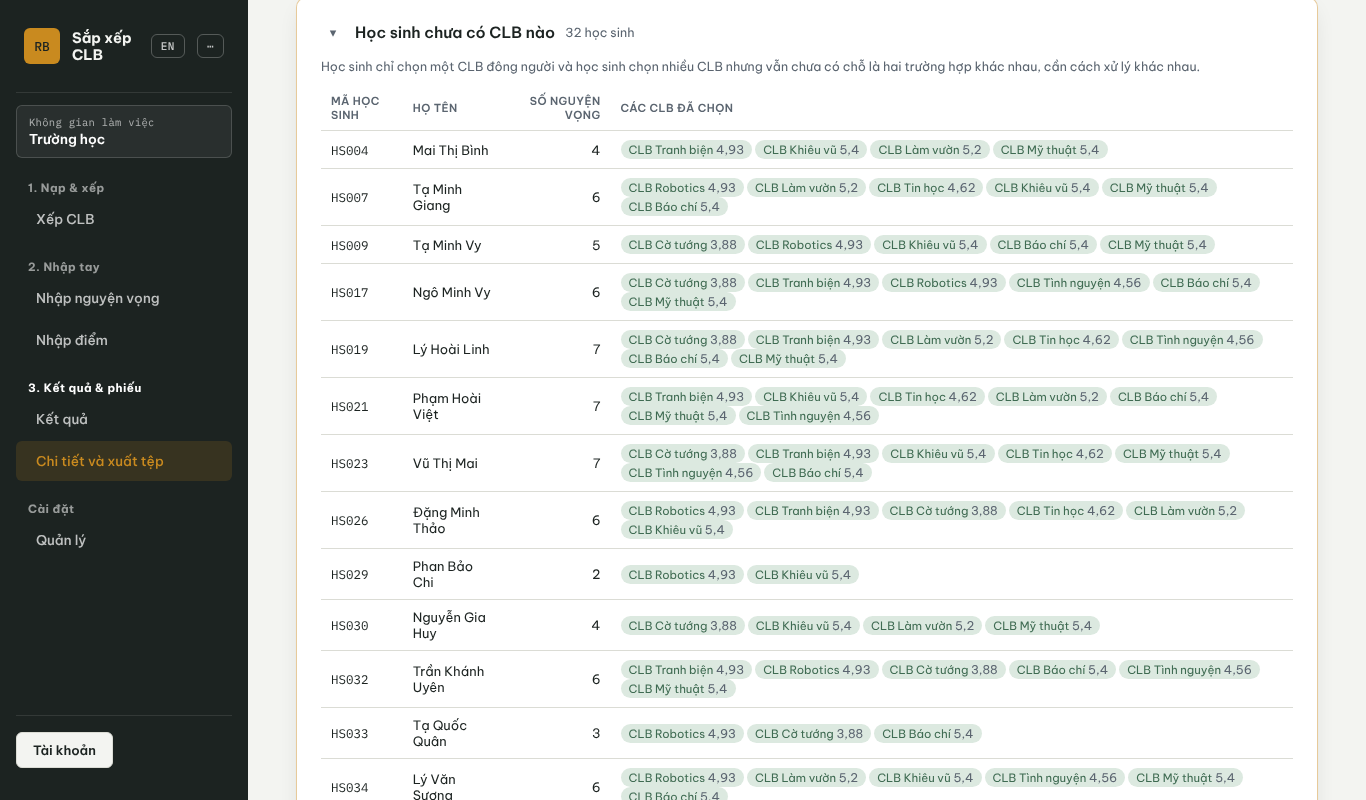 RB
Sắp xếp
CLB
EN
…
Không gian làm việc
Trường học
1. Nạp & xếp
Xếp CLB
2. Nhập tay
Nhập nguyện vọng
Nhập điểm
3. Kết quả & phiếu
Kết quả
Chi tiết và xuất tệp
Cài đặt
Quản lý
Tài khoản
▼ Học sinh chưa có CLB nào 32 học sinh
Học sinh chỉ chọn một CLB đông người và học sinh chọn nhiều CLB nhưng vẫn chưa có chỗ là hai trường hợp khác nhau, cần cách xử lý khác nhau.
MÃ HỌC SINH HỌ TÊN SỐ NGUYỆN VỌNG CÁC CLB ĐÃ CHỌN
HS004 Mai Thị Bình 4 CLB Tranh biện 4,93 CLB Khiêu vũ 5,4 CLB Làm vườn 5,2 CLB Mỹ thuật 5,4
HS007 Tạ Minh Giang 6 CLB Robotics 4,93 CLB Làm vườn 5,2 CLB Tin học 4,62 CLB Khiêu vũ 5,4 CLB Mỹ thuật 5,4
CLB Báo chí 5,4
HS009 Tạ Minh Vy 5 CLB Cờ tướng 3,88 CLB Robotics 4,93 CLB Khiêu vũ 5,4 CLB Báo chí 5,4 CLB Mỹ thuật 5,4
HS017 Ngô Minh Vy 6 CLB Cờ tướng 3,88 CLB Tranh biện 4,93 CLB Robotics 4,93 CLB Tình nguyện 4,56 CLB Báo chí 5,4
CLB Mỹ thuật 5,4
HS019 Lý Hoài Linh 7 CLB Cờ tướng 3,88 CLB Tranh biện 4,93 CLB Làm vườn 5,2 CLB Tin học 4,62 CLB Tình nguyện 4,56
CLB Báo chí 5,4 CLB Mỹ thuật 5,4
HS021 Phạm Hoài Việt 7 CLB Tranh biện 4,93 CLB Khiêu vũ 5,4 CLB Tin học 4,62 CLB Làm vườn 5,2 CLB Báo chí 5,4
CLB Mỹ thuật 5,4 CLB Tình nguyện 4,56
HS023 Vũ Thị Mai 7 CLB Cờ tướng 3,88 CLB Tranh biện 4,93 CLB Khiêu vũ 5,4 CLB Tin học 4,62 CLB Mỹ thuật 5,4
CLB Tình nguyện 4,56 CLB Báo chí 5,4
HS026 Đặng Minh Thảo 6 CLB Robotics 4,93 CLB Tranh biện 4,93 CLB Cờ tướng 3,88 CLB Tin học 4,62 CLB Làm vườn 5,2
CLB Khiêu vũ 5,4
HS029 Phan Bảo Chi 2 CLB Robotics 4,93 CLB Khiêu vũ 5,4
HS030 Nguyễn Gia Huy 4 CLB Cờ tướng 3,88 CLB Khiêu vũ 5,4 CLB Làm vườn 5,2 CLB Mỹ thuật 5,4
HS032 Trần Khánh Uyên 6 CLB Tranh biện 4,93 CLB Robotics 4,93 CLB Cờ tướng 3,88 CLB Báo chí 5,4 CLB Tình nguyện 4,56
CLB Mỹ thuật 5,4
HS033 Tạ Quốc Quân 3 CLB Robotics 4,93 CLB Cờ tướng 3,88 CLB Báo chí 5,4
HS034 Lý Văn Sương 6 CLB Robotics 4,93 CLB Làm vườn 5,2 CLB Khiêu vũ 5,4 CLB Tình nguyện 4,56 CLB Mỹ thuật 5,4
CLB Báo chí 5,4